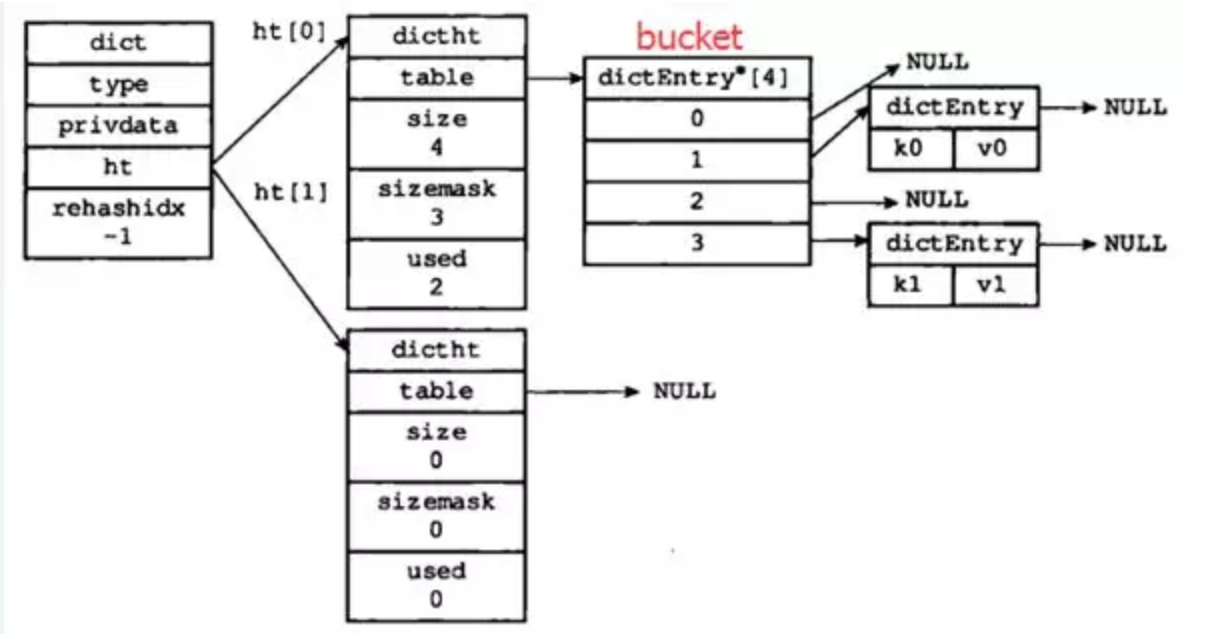 dict
type
privdata
ht
rehashidx
-1
ht[0]
ht[1]
dictht
table
size
4
sizemask
3
used
2
dictht
table
size
0
sizemask
0
used
0
NULL
bucket
dictEntry*[4]
0
1
2
3
NULL
dictEntry
k0 v0
NULL
NULL
dictEntry
k1 v1
NULL